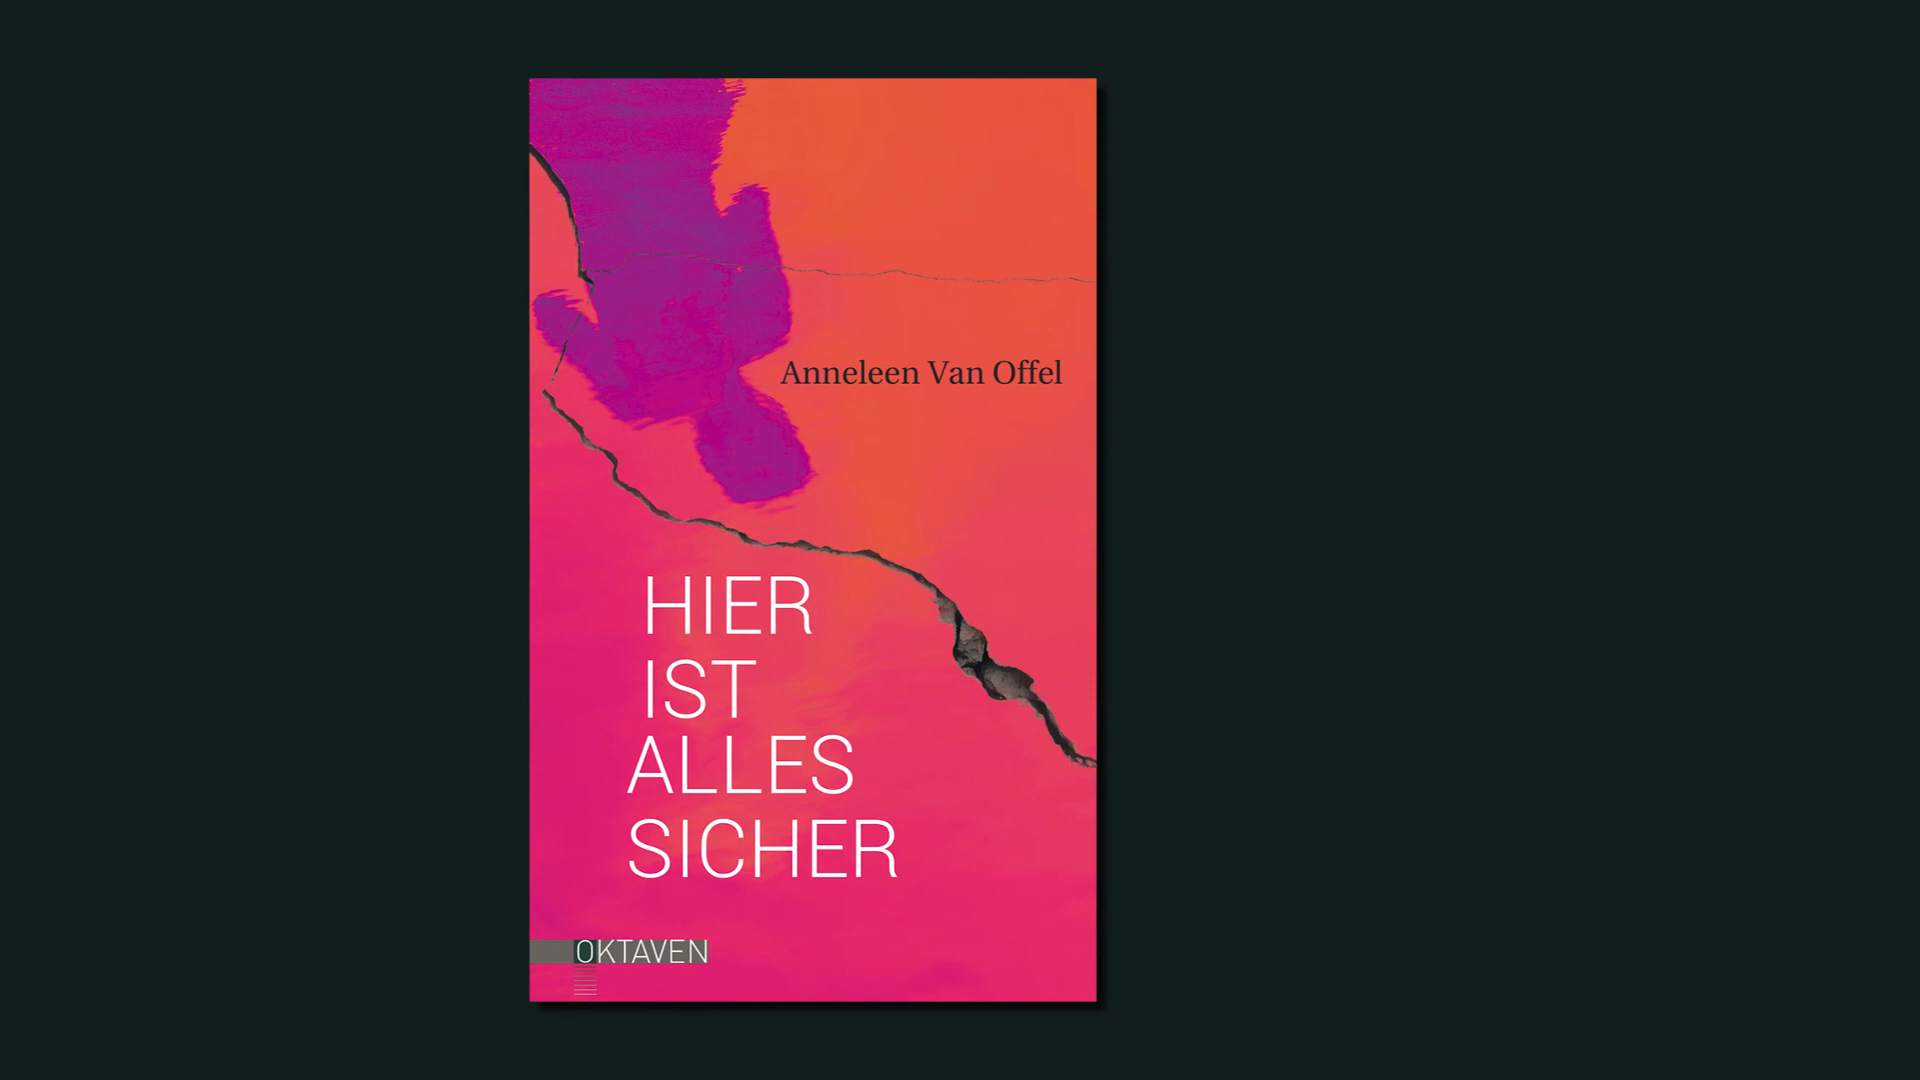 Anneleen Van Offel
HIER
IST
ALLES
SICHER
OKTAVEN